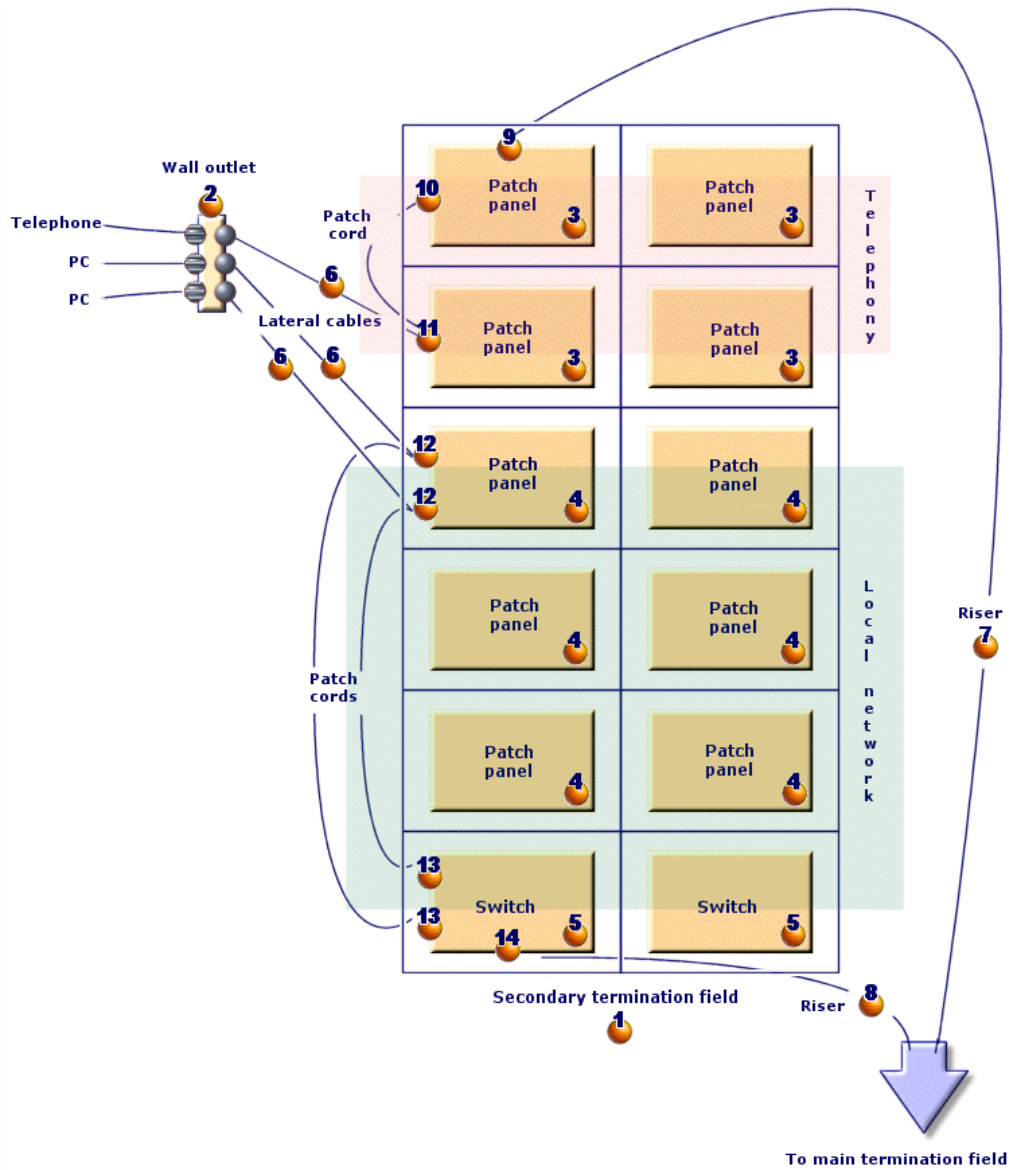 9
Wall outlet
2
10
Patch
panel
Patch
panel
3
3
Telephone
Patch
cord
PC
PC
6
Lateral cables
11
Patch
panel
Patch
panel
3
3
Telephony
6
6
12
12
Patch
panel
Patch
panel
4
4
Patch
panel
Patch
panel
4
4
Local network
Riser
7
Patch
cords
Patch
panel
Patch
panel
4
4
13
13
Switch
Switch
14
5
5
Secondary termination field
1
Riser
8
To main termination field